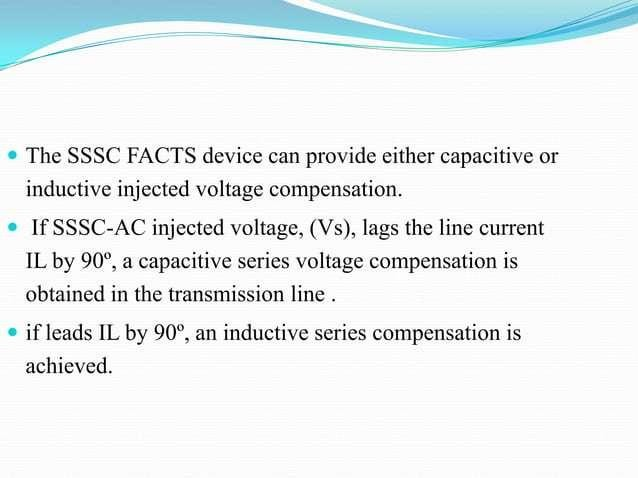 • The SSSC FACTS device can provide either capacitive or
inductive injected voltage compensation.
• If SSSC-AC injected voltage, (Vs), lags the line current
IL by 90º, a capacitive series voltage compensation is
obtained in the transmission line .
• if leads IL by 90º, an inductive series compensation is
achieved.